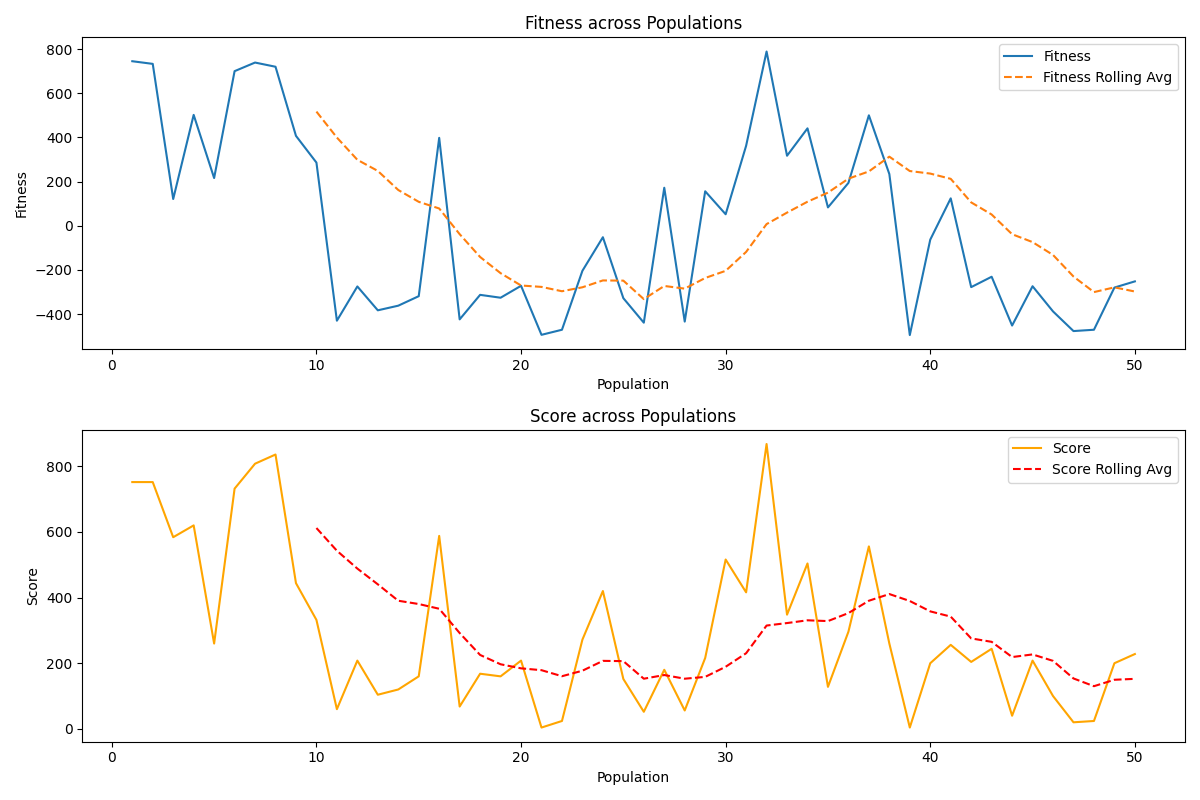 Fitness across Populations
800
600
400
200
0
−200
−400
Fitness
Fitness
Fitness Rolling Avg
0 10 20 30 40 50
Population
Score across Populations
800
600
400
200
0
Score
Score
Score Rolling Avg
0 10 20 30 40 50
Population